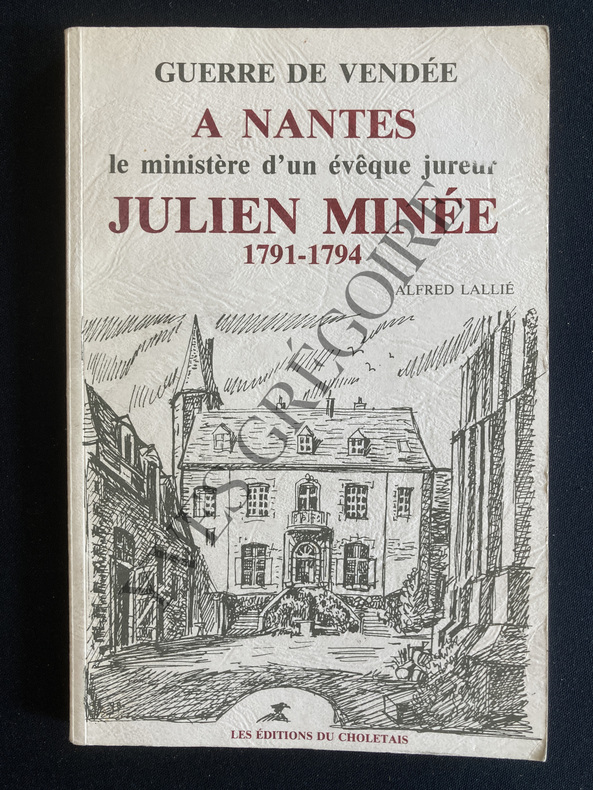 GUERRE DE VENDÉE
A NANTES
le ministère d'un évêque jureur
JULIEN MINÉE
1791-1794
ALFRED LALLIÉ
LES ÉDITIONS DU CHOLETAIS
GRÉGOIRE